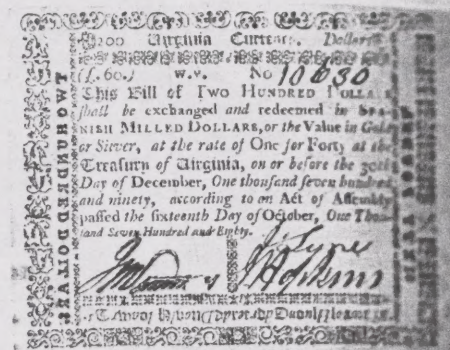 200 Virginia Currency. Dollars
(£. 60.) W.V. No 10630
This Bill of TWO HUNDRED DOLLARS
shall be exchanged and redeemed in SPA-
NISH MILLED DOLLARS, or the Value in Gold
or Silver, at the rate of One for Forty at the
Treasury of Virginia, on or before the 30th
Day of December, One thousand seven hundred
and ninety, according to an Act of Assembly
passed the sixteenth Day of October, One Thou-
sand Seven Hundred and Eighty.
J: Tyree
J Hopkins
TWO HUNDRED DOLLARS